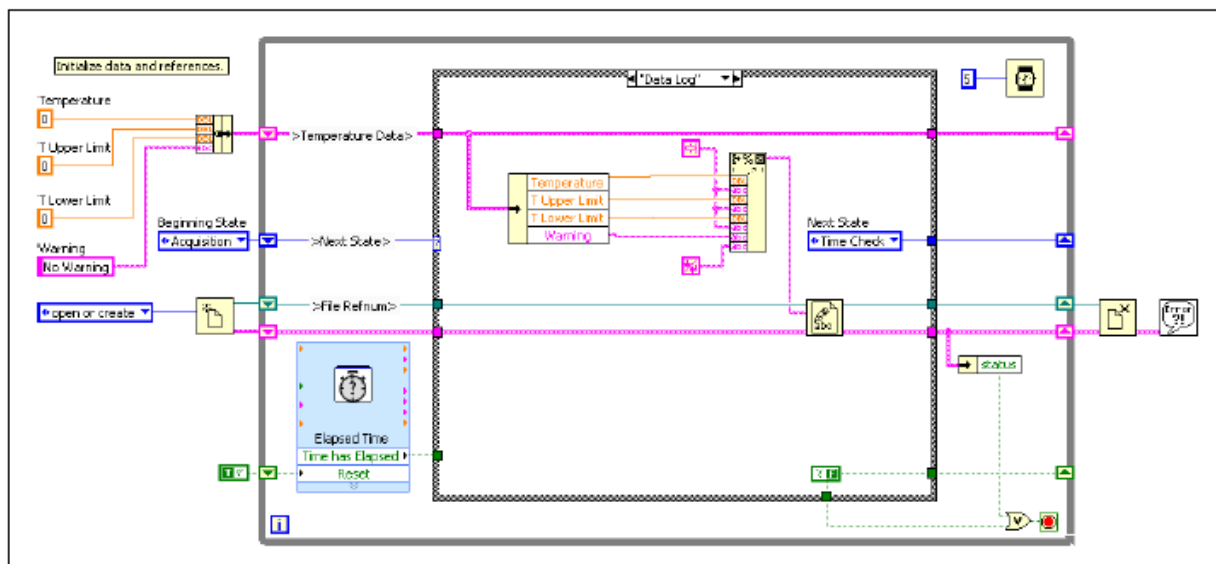 Initialize data and references.
Temperature
0
T Upper Limit
0
T Lower Limit
0
Warning
No Warning
Beginning State
Acquisition
open or create
>Temperature Data>
>Next State>
>File Refnum>
Elapsed Time
Time has Elapsed
Reset
"Data Log"
Temperature
T Upper Limit
T Lower Limit
Warning
Next State
Time Check
abc
5
status
Error
?!
T
F
i